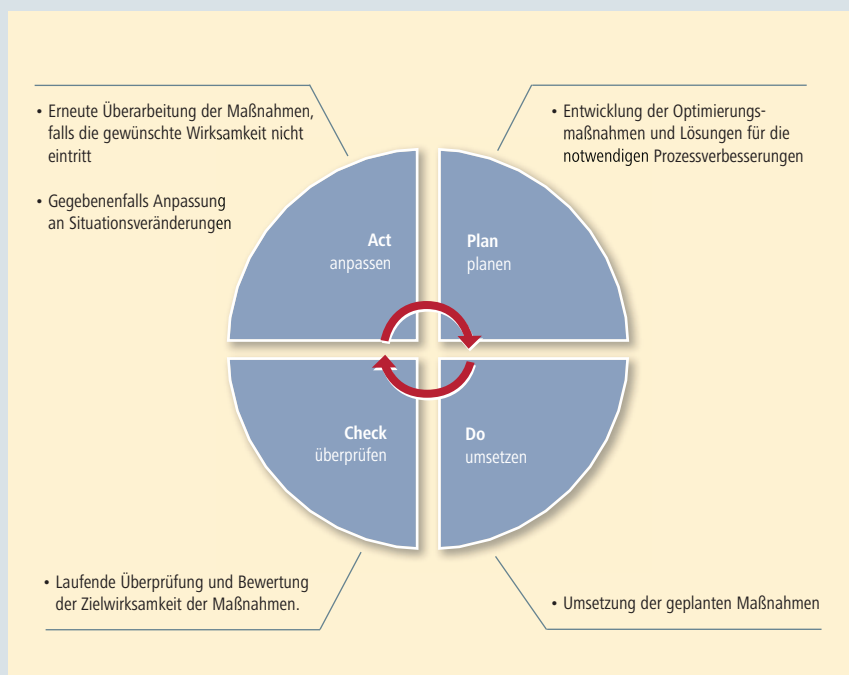 • Erneute Überarbeitung der Maßnahmen,
falls die gewünschte Wirksamkeit nicht
eintritt
• Gegebenenfalls Anpassung
an Situationsveränderungen
• Entwicklung der Optimierungs-
maßnahmen und Lösungen für die
notwendigen Prozessverbesserungen
Act
anpassen
Plan
planen
Check
überprüfen
Do
umsetzen
• Laufende Überprüfung und Bewertung
der Zielwirksamkeit der Maßnahmen.
• Umsetzung der geplanten Maßnahmen